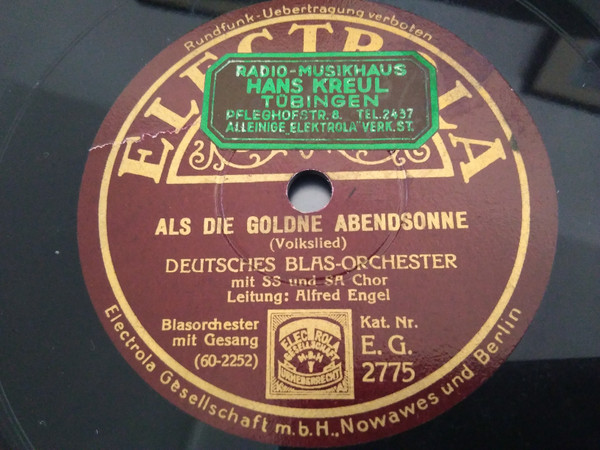 Rundfunk-Uebertragung verboten
ELECTROLA
RADIO-MUSIKHAUS
HANS KREUL
TÜBINGEN
PFLEGHOFSTR. 8. TEL. 2437
ALLEINIGE „ELEKTROLA" VERK. ST.
ALS DIE GOLDNE ABENDSONNE
(Volkslied)
DEUTSCHES BLAS-ORCHESTER
mit SS und SA Chor
Leitung: Alfred Engel
Blasorchester
mit Gesang
(60-2252)
ELECTROLA
GESELLSCHAFT
M·B·H
URHEBERRECHT
Kat. Nr.
E. G.
2775
Electrola Gesellschaft m.b.H., Nowawes und Berlin